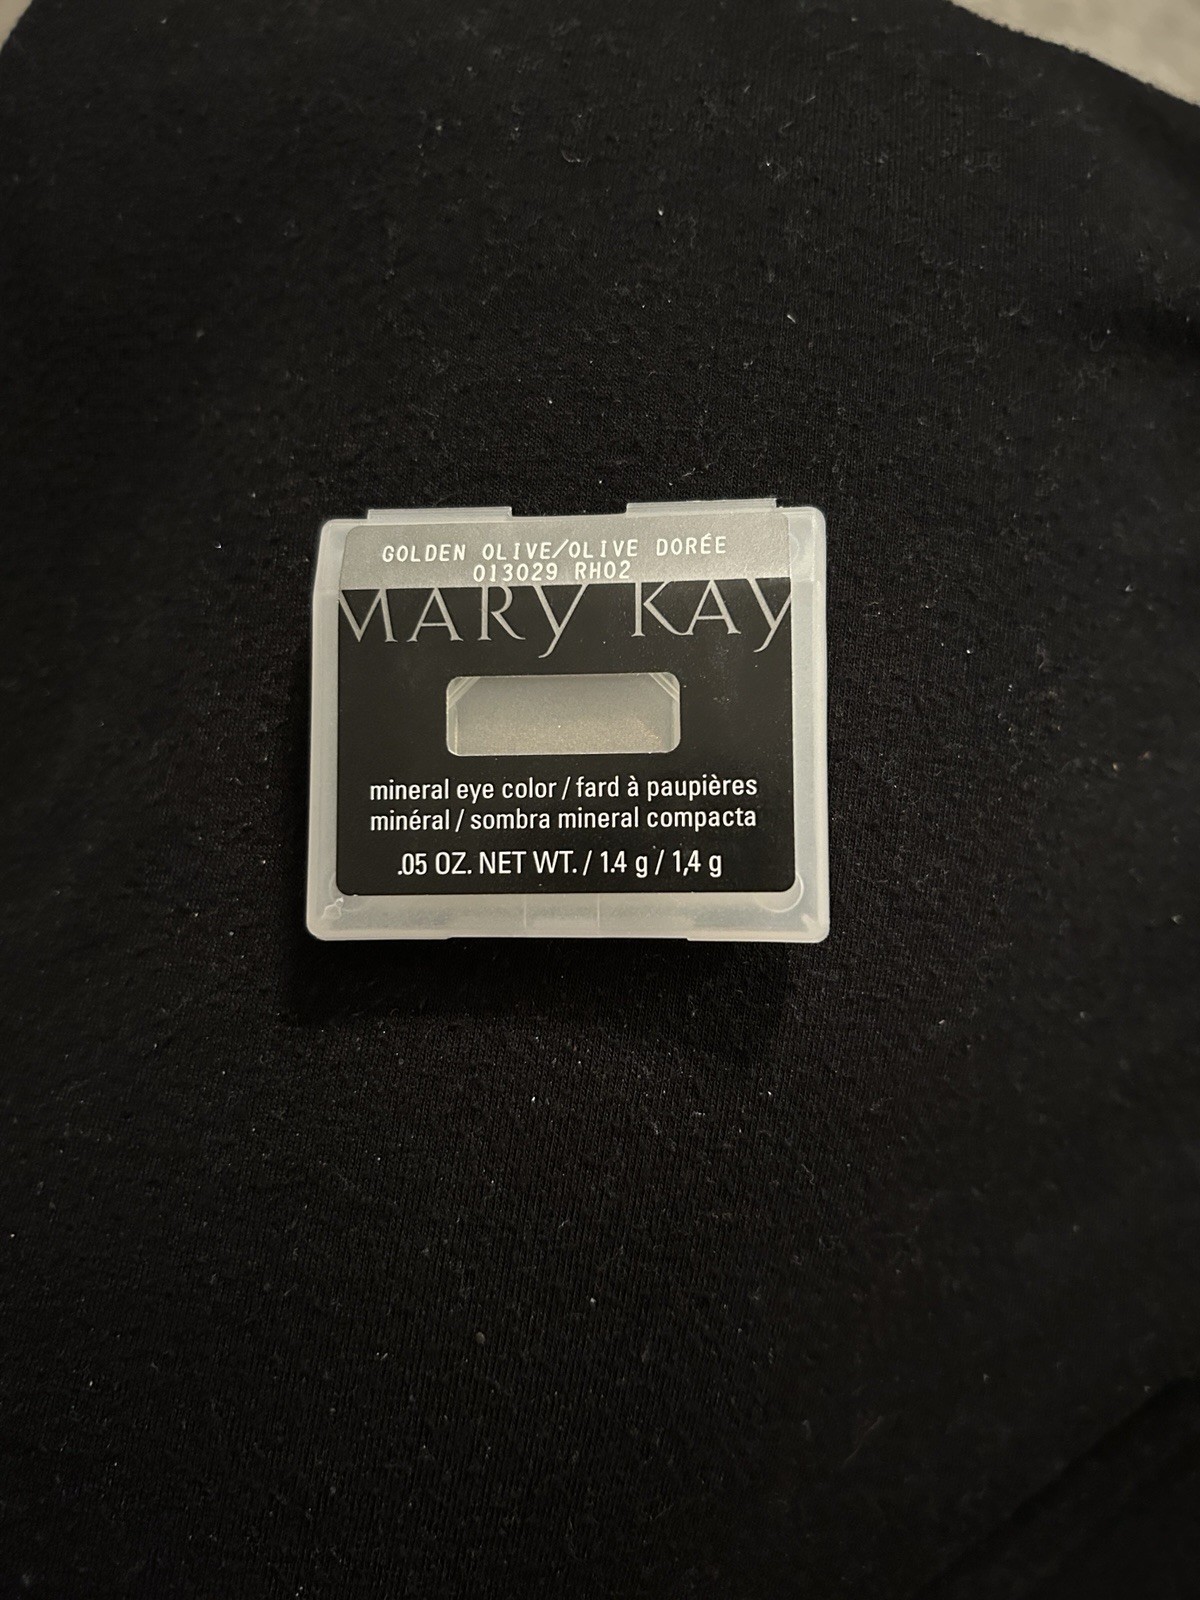 GOLDEN OLIVE/OLIVE DORÉE
013029 RH02
MARY KAY
mineral eye color / fard à paupières
minéral / sombra mineral compacta
.05 OZ. NET WT. / 1.4 g / 1,4 g